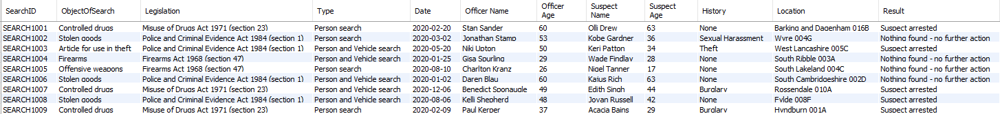 SearchID ObjectOfSearch Legislation Type Date Officer Name Officer Age Suspect Name Suspect Age History Location Result
SEARCH1001 Controlled drugs Misuse of Drugs Act 1971 (section 23) Person search 2020-02-20 Stan Sander 60 Olli Drew 63 None Barking and Dagenham 016B Suspect arrested
SEARCH1002 Stolen goods Police and Criminal Evidence Act 1984 (section 1) Person search 2020-03-02 Jonathan Stamp 53 Kobe Gardner 36 Sexual Harassment Wyre 004G Nothing found - no further action
SEARCH1003 Article for use in theft Police and Criminal Evidence Act 1984 (section 1) Person and Vehicle search 2020-05-20 Niki Upton 50 Keri Patton 34 Theft West Lancashire 005C Suspect arrested
SEARCH1004 Firearms Firearms Act 1968 (section 47) Person and Vehicle search 2020-01-25 Gisa Spurling 29 Wade Findlay 28 None South Ribble 003A Nothing found - no further action
SEARCH1005 Offensive weapons Firearms Act 1968 (section 47) Person search 2020-08-10 Charlton Kranz 26 Nigel Tanner 17 None South Lakeland 004C Nothing found - no further action
SEARCH1006 Stolen goods Police and Criminal Evidence Act 1984 (section 1) Person and Vehicle search 2020-01-02 Daren Blau 60 Kaius Rich 63 None South Cambridgeshire 002D Nothing found - no further action
SEARCH1007 Controlled drugs Misuse of Drugs Act 1971 (section 23) Person and Vehicle search 2020-12-06 Benedict Sponaugle 49 Edith Singh 44 Burglary Rossendale 010A Suspect arrested
SEARCH1008 Stolen goods Police and Criminal Evidence Act 1984 (section 1) Person and Vehicle search 2020-08-06 Kelli Shepherd 48 Jovan Russell 42 None Fylde 008F Suspect arrested
SEARCH1009 Controlled drugs Misuse of Drugs Act 1971 (section 23) Person search 2020-02-09 Paul Kerper 37 Acacia Bains 29 Burglary Hyndburn 001A Suspect arrested